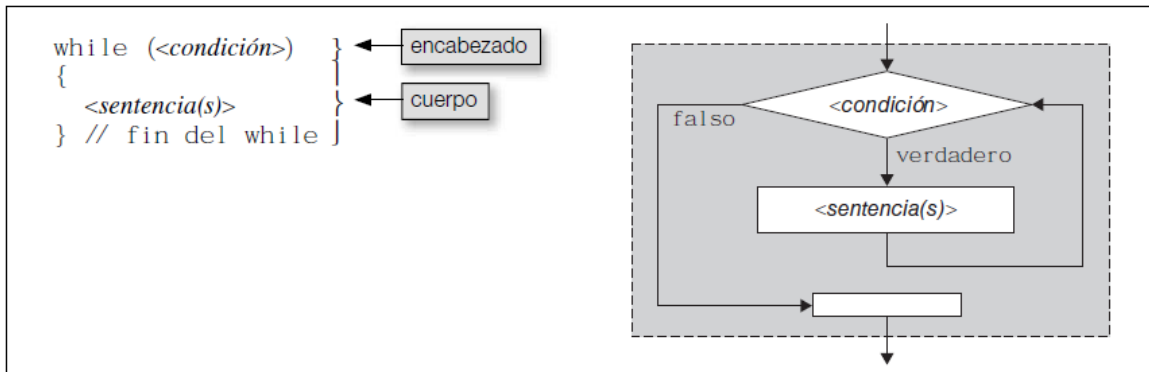 while (<condición>)
encabezado
{
<sentencia(s)>
cuerpo
} // fin del while
<condición>
falso
verdadero
<sentencia(s)>